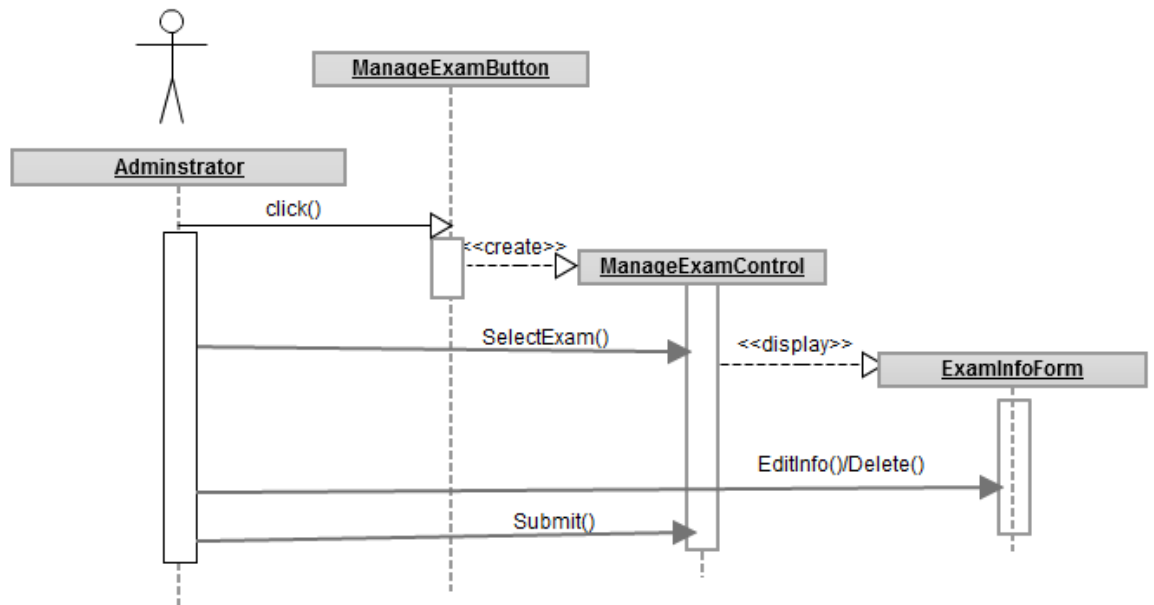 ManageExamButton
Adminstrator
click()
<<create>>
ManageExamControl
SelectExam()
<<display>>
ExamInfoForm
EditInfo()/Delete()
Submit()